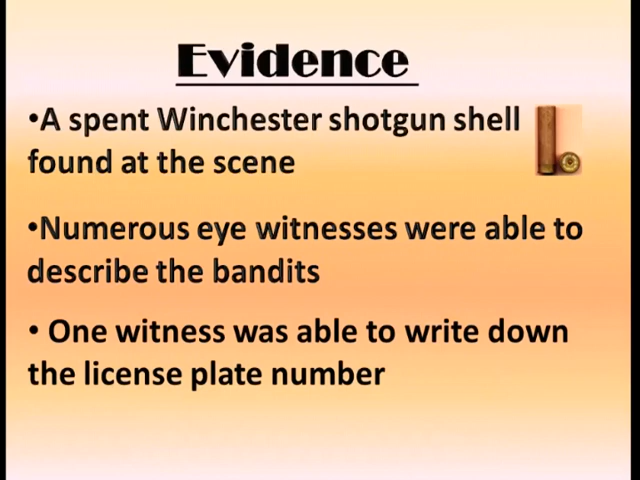 Evidence
•A spent Winchester shotgun shell
found at the scene
•Numerous eye witnesses were able to
describe the bandits
• One witness was able to write down
the license plate number